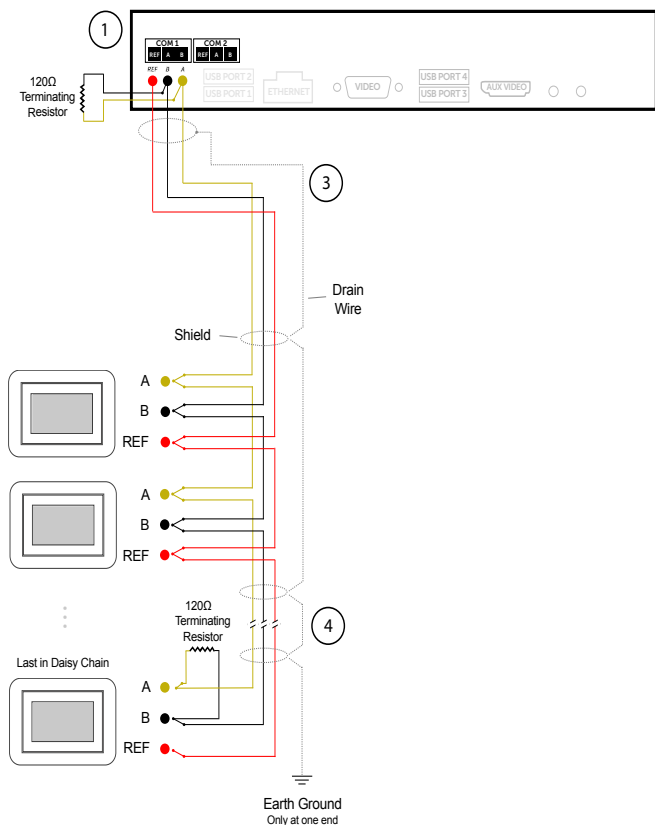 1
COM 1 COM 2
REF A B REF A B
REF B A
USB PORT 2
USB PORT 1
ETHERNET
VIDEO
USB PORT 4
USB PORT 3
AUX VIDEO
120Ω
Terminating
Resistor
3
Drain
Wire
Shield
A
B
REF
A
B
REF
120Ω
Terminating
Resistor
4
Last in Daisy Chain
A
B
REF
Earth Ground
Only at one end